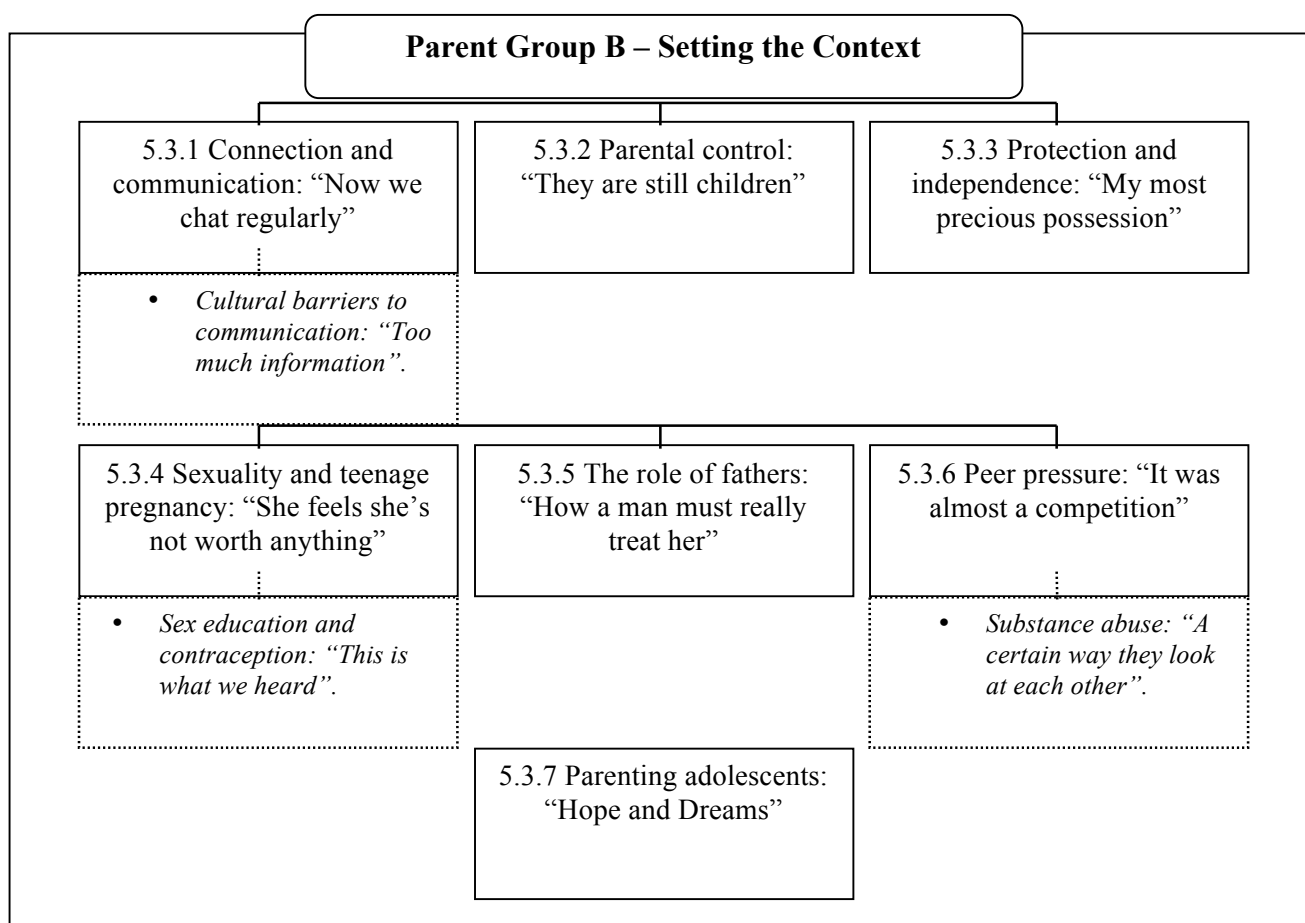 Parent Group B – Setting the Context
5.3.1 Connection and
communication: “Now we
chat regularly”
5.3.2 Parental control:
“They are still children”
5.3.3 Protection and
independence: “My most
precious possession”
• Cultural barriers to
communication: “Too
much information”.
5.3.4 Sexuality and teenage
pregnancy: “She feels she’s
not worth anything”
5.3.5 The role of fathers:
“How a man must really
treat her”
5.3.6 Peer pressure: “It was
almost a competition”
• Sex education and
contraception: “This is
what we heard”.
• Substance abuse: “A
certain way they look
at each other”.
5.3.7 Parenting adolescents:
“Hope and Dreams”